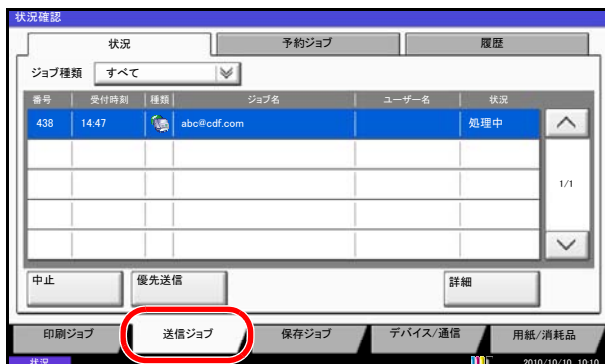 状況確認
状況 予約ジョブ 履歴
ジョブ種類 すべて
番号 受付時刻 種類 ジョブ名 ユーザー名 状況
438 14:47 abc@cdf.com 処理中
1/1
中止 優先送信 詳細
印刷ジョブ 送信ジョブ 保存ジョブ デバイス/通信 用紙/消耗品
状況 2010/10/10 10:10